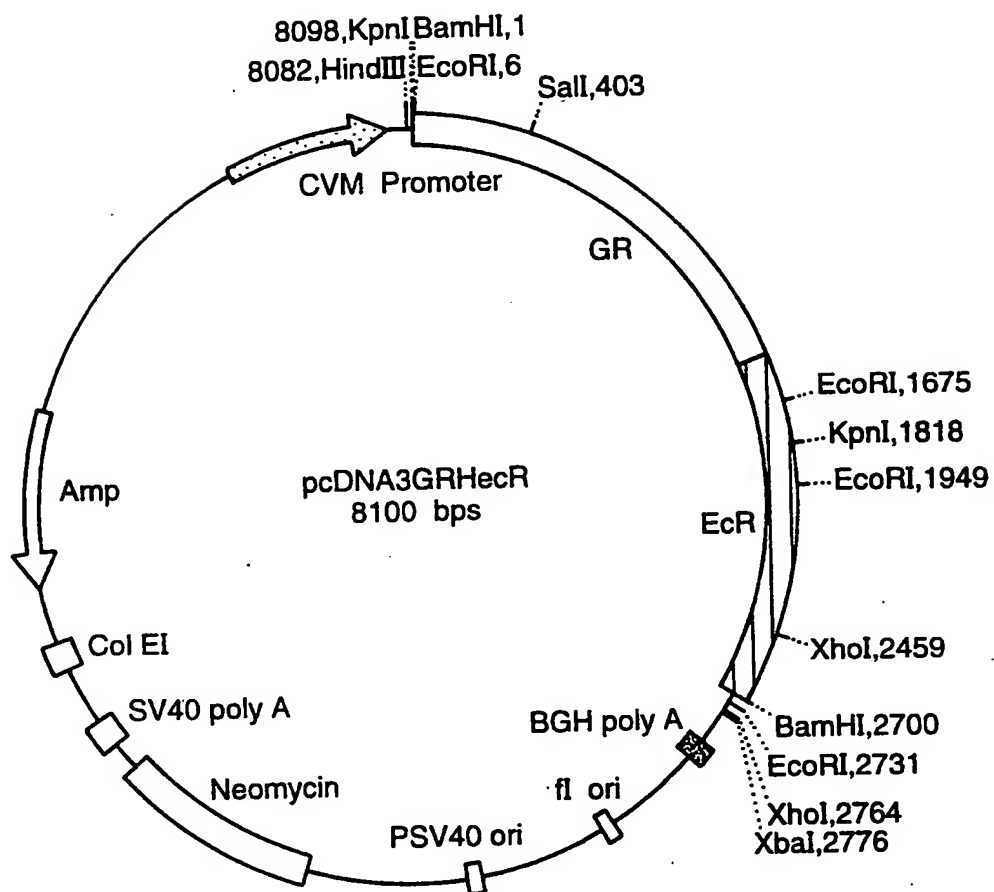 8098,KpnI BamHI,1
8082,HindIII EcoRI,6
SalI,403
CVM Promoter
GR
EcoRI,1675
KpnI,1818
EcoRI,1949
Amp
pcDNA3GRHecR
8100 bps
EcR
Col EI
XhoI,2459
SV40 poly A
BGH poly A
BamHI,2700
EcoRI,2731
Neomycin
fI ori
XhoI,2764
PSV40 ori
XbaI,2776